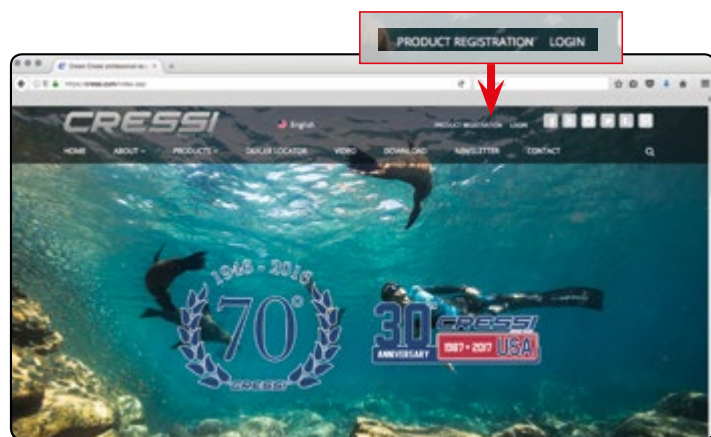 PRODUCT REGISTRATION LOGIN
CRESSI
English
PRODUCT REGISTRATION LOGIN
HOME ABOUT PRODUCTS DEALER LOCATOR VIDEO DOWNLOAD NEWSLETTER CONTACT
1946 - 2016
70°
CRESSI
30
ANNIVERSARY
CRESSI
1987 • 2017 USA